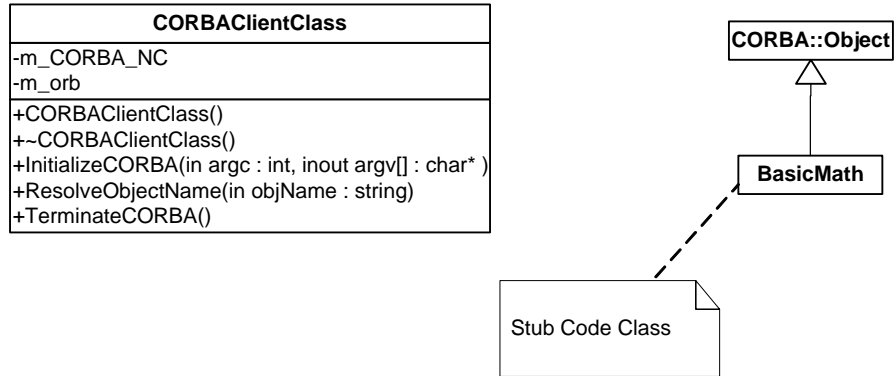 CORBAClientClass
-m_CORBA_NC
-m_orb
+CORBAClientClass()
+~CORBAClientClass()
+InitializeCORBA(in argc : int, inout argv[] : char* )
+ResolveObjectName(in objName : string)
+TerminateCORBA()
CORBA::Object
BasicMath
Stub Code Class